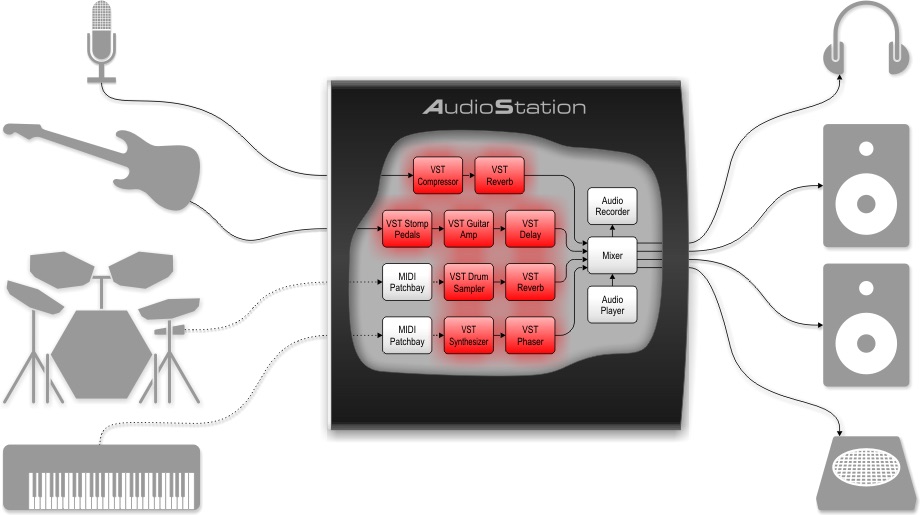 AudioStation
VST
Compressor
VST
Reverb
Audio
Recorder
VST Stomp
Pedals
VST Guitar
Amp
VST
Delay
Mixer
MIDI
Patchbay
VST Drum
Sampler
VST
Reverb
Audio
Player
MIDI
Patchbay
VST
Synthesizer
VST
Phaser